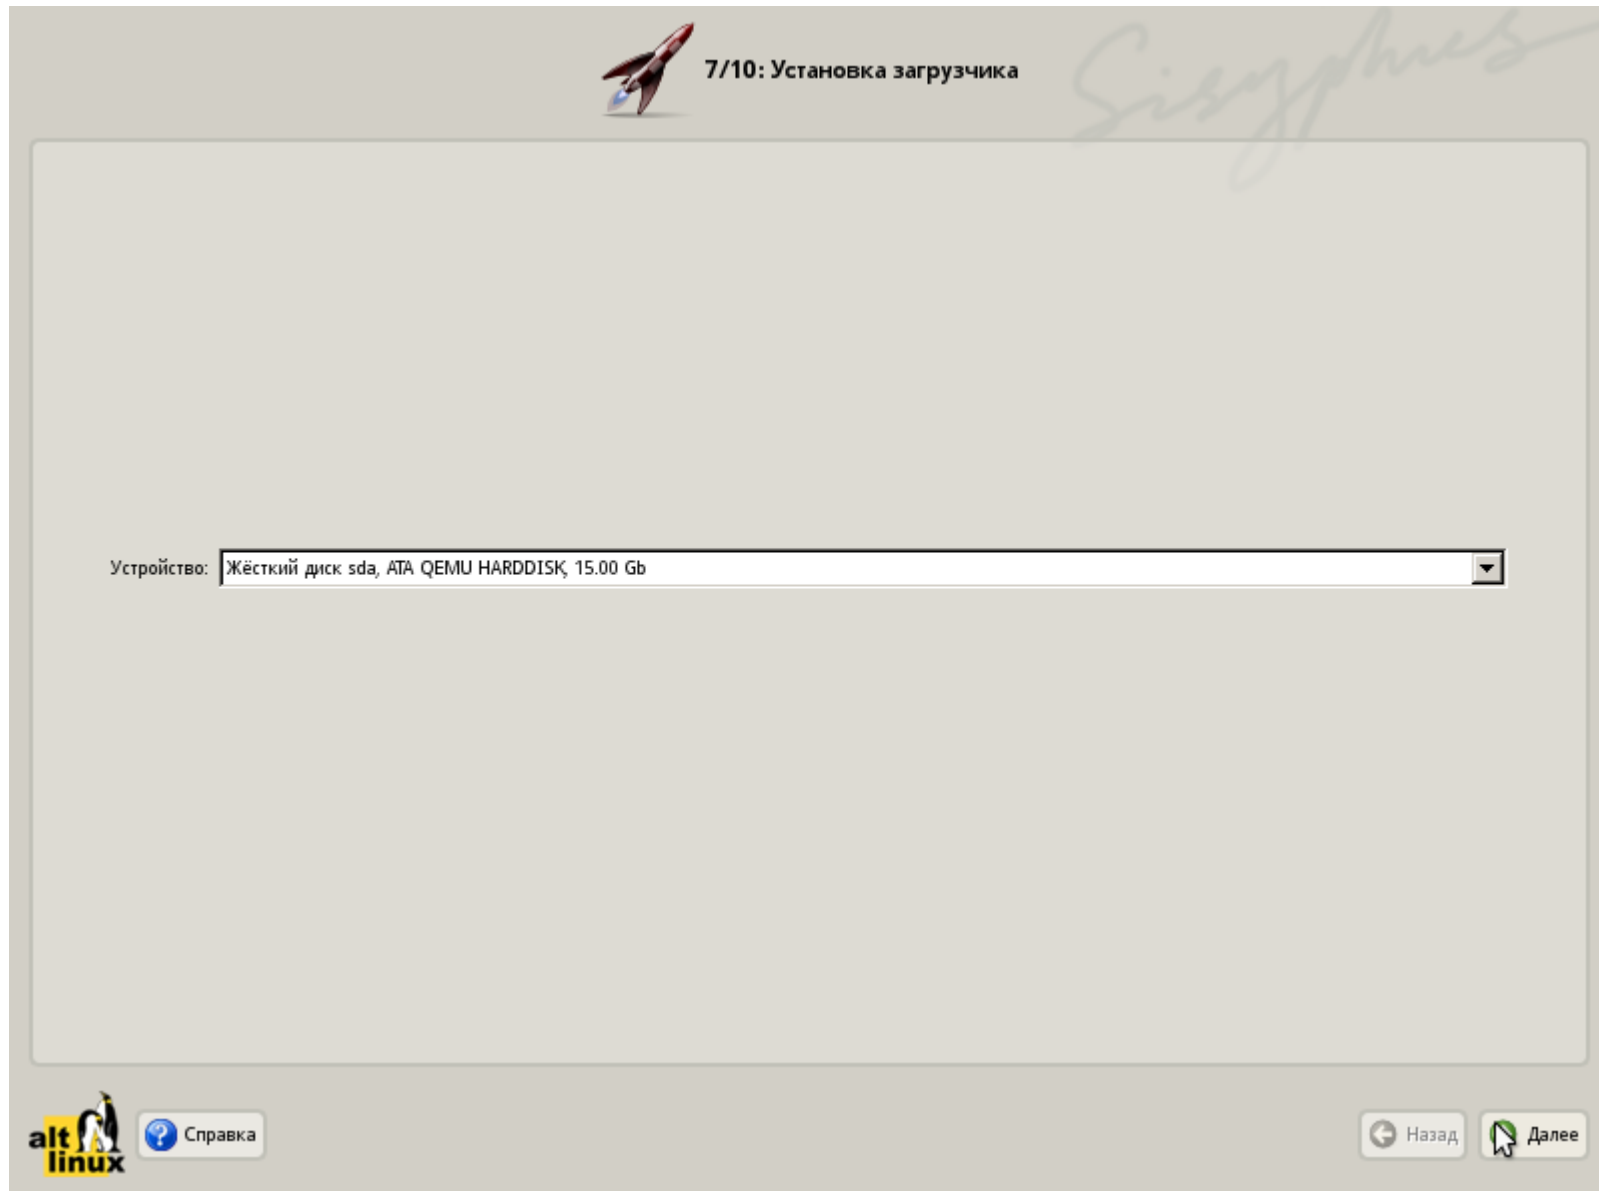 Sisyphus
7/10: Установка загрузчика
Устройство: Жёсткий диск sda, ATA QEMU HARDDISK, 15.00 Gb
alt
linux
Справка
Назад
Далее